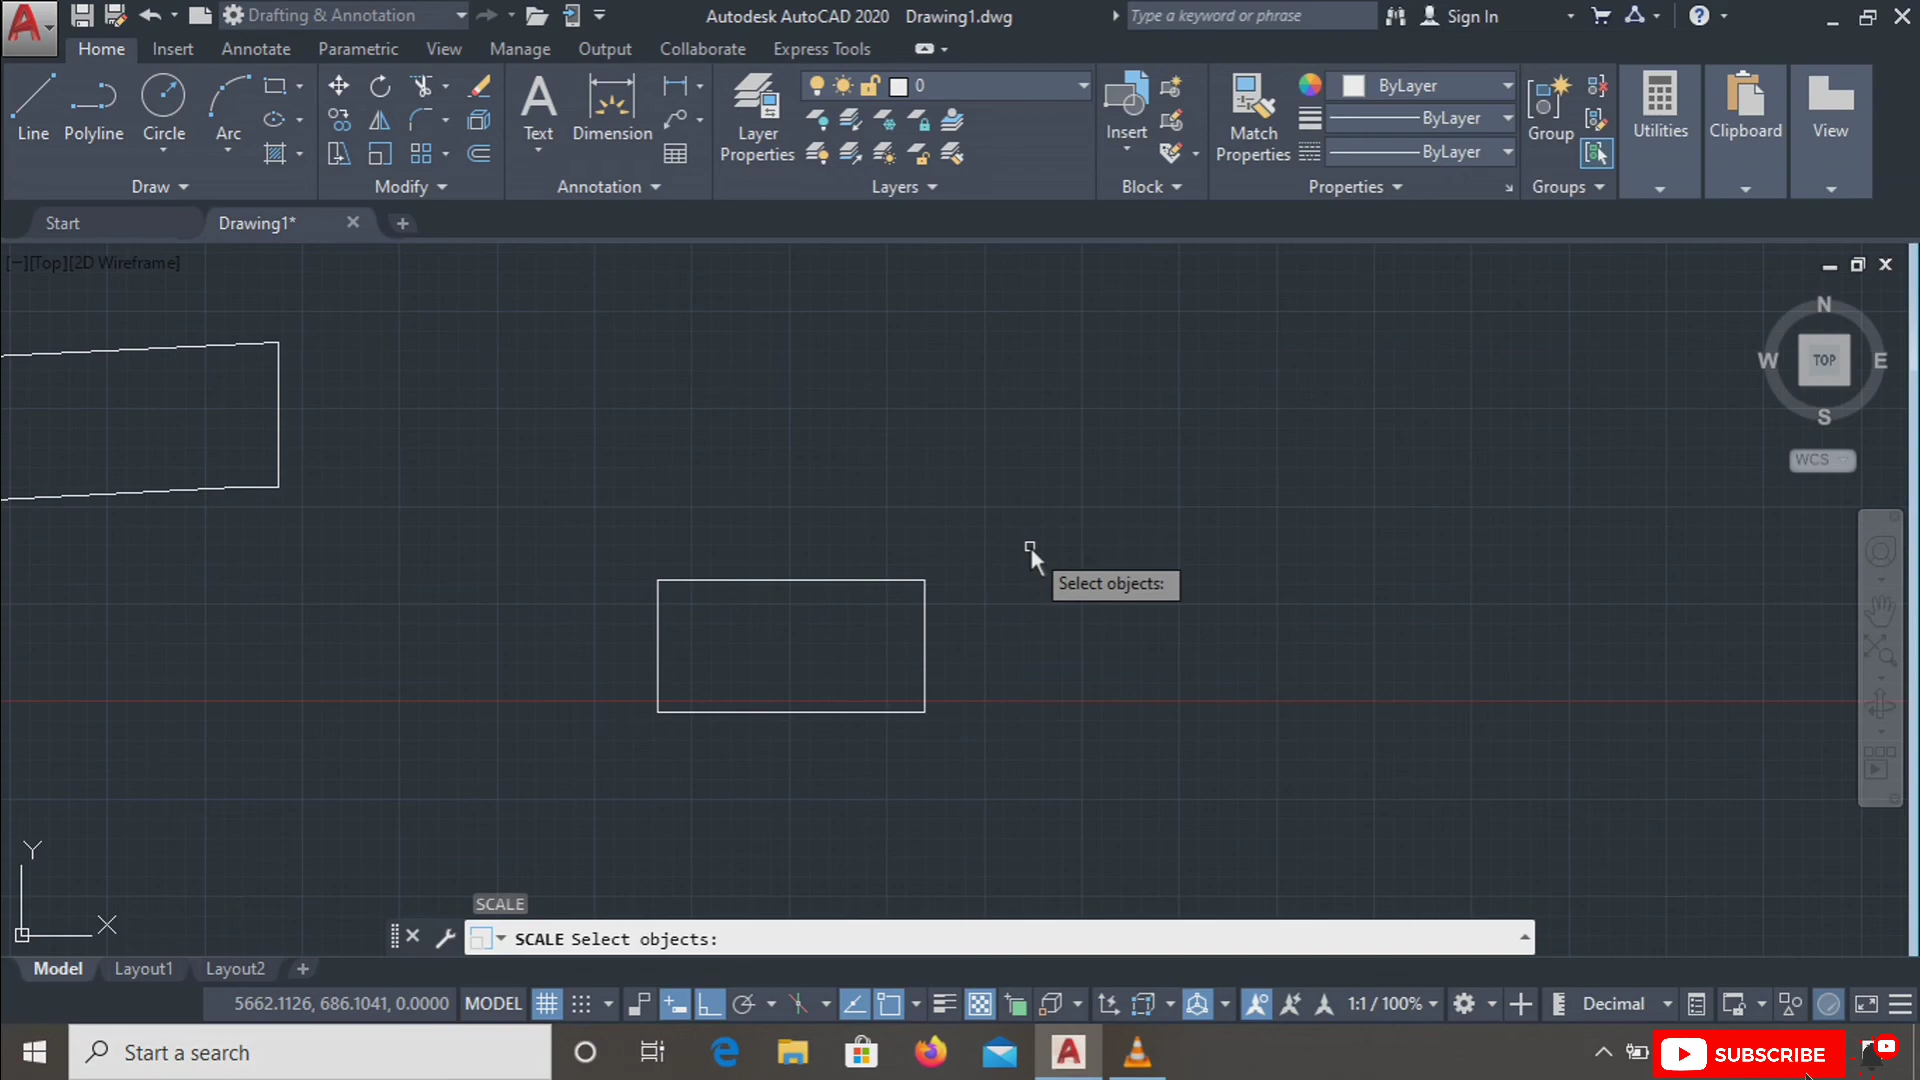 Drafting & Annotation
Autodesk AutoCAD 2020 Drawing1.dwg
Type a keyword or phrase
Sign In
Home Insert Annotate Parametric View Manage Output Collaborate Express Tools
0
ByLayer
ByLayer
ByLayer
Line Polyline Circle Arc
Text Dimension
Layer Properties
Insert
Match Properties
Group
Utilities
Clipboard
View
Draw Modify Annotation Layers Block Properties Groups
Start Drawing1*
[−][Top][2D Wireframe]
N
W TOP E
S
WCS
Select objects:
Y
X
SCALE
SCALE Select objects:
Model Layout1 Layout2
5662.1126, 686.1041, 0.0000 MODEL 1:1 / 100% Decimal
Start a search
SUBSCRIBE